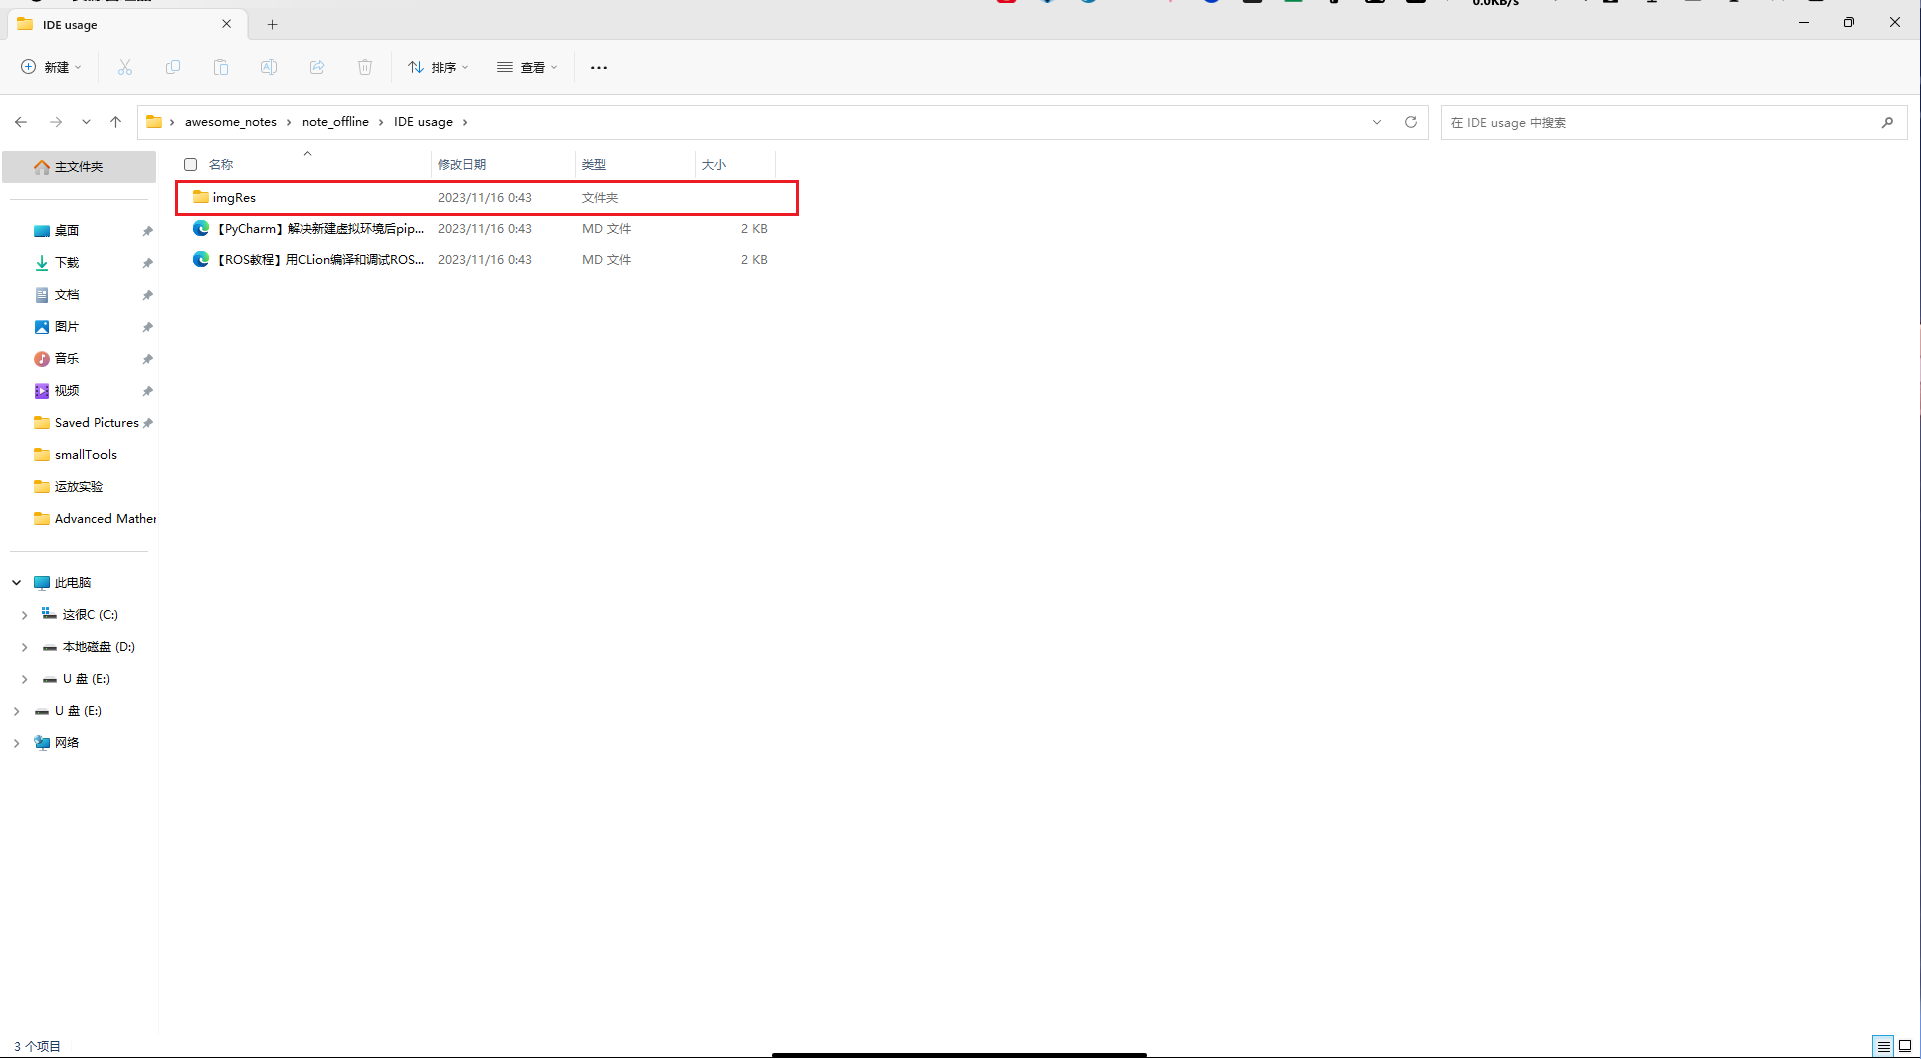 0.0KB/s
IDE usage
新建
排序
查看
awesome_notes
note_offline
IDE usage
在 IDE usage 中搜索
主文件夹
名称
修改日期
类型
大小
imgRes
2023/11/16 0:43
文件夹
【PyCharm】解决新建虚拟环境后pip...
2023/11/16 0:43
MD 文件
2 KB
【ROS教程】用CLion编译和调试ROS...
2023/11/16 0:43
MD 文件
2 KB
桌面
下载
文档
图片
音乐
视频
Saved Pictures
smallTools
运放实验
Advanced Mather
此电脑
这很C (C:)
本地磁盘 (D:)
U 盘 (E:)
U 盘 (E:)
网络
3 个项目